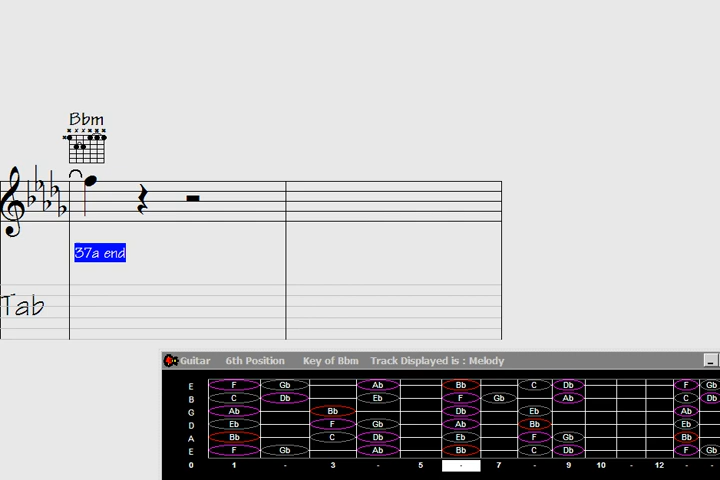 Bbm
37a end
Tab
Guitar 6th Position Key of Bbm Track Displayed is : Melody
E F Gb Ab Bb C Db F Gb
B C Db Eb F Gb Ab C Db
G Ab Bb Db Eb Ab
D Eb F Gb Ab Bb Eb
A Bb C Db Eb F Gb Bb
E F Gb Ab Bb C Db F Gb
0 1 - 3 - 5 - 7 - 9 10 - 12 - -